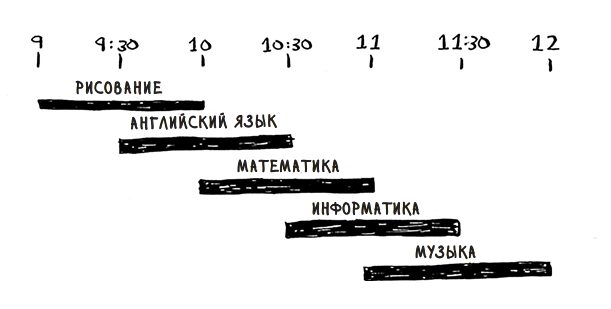 9 9:30 10 10:30 11 11:30 12
РИСОВАНИЕ
АНГЛИЙСКИЙ ЯЗЫК
МАТЕМАТИКА
ИНФОРМАТИКА
МУЗЫКА